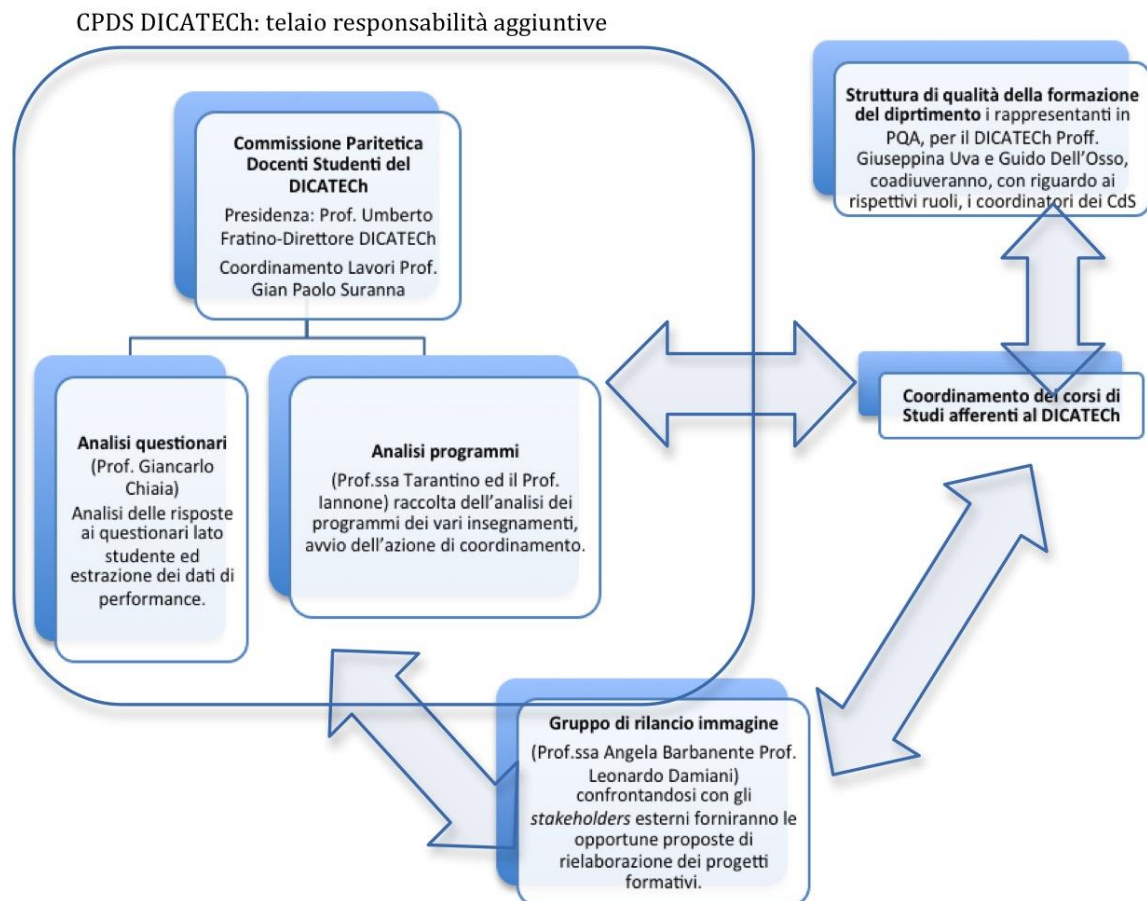 CPDS DICATECh: telaio responsabilità aggiuntive
Commissione Paritetica
Docenti Studenti del
DICATECh
Presidenza: Prof. Umberto
Fratino-Direttore DICATECh
Coordinamento Lavori Prof.
Gian Paolo Suranna
Struttura di qualità della formazione
del diprtimento i rappresentanti in
PQA, per il DICATECh Proff.
Giuseppina Uva e Guido Dell'Osso,
coadiuveranno, con riguardo ai
rispettivi ruoli, i coordinatori dei CdS
Analisi questionari
(Prof. Giancarlo
Chiaia)
Analisi delle risposte
ai questionari lato
studente ed
estrazione dei dati di
performance.
Analisi programmi
(Prof.ssa Tarantino ed il Prof.
Iannone) raccolta dell'analisi dei
programmi dei vari insegnamenti,
avvio dell'azione di coordinamento.
Coordinamento dei corsi di
Studi afferenti al DICATECh
Gruppo di rilancio immagine
(Prof.ssa Angela Barbanente Prof.
Leonardo Damiani)
confrontandosi con gli
stakeholders esterni forniranno le
opportune proposte di
rielaborazione dei progetti
formativi.